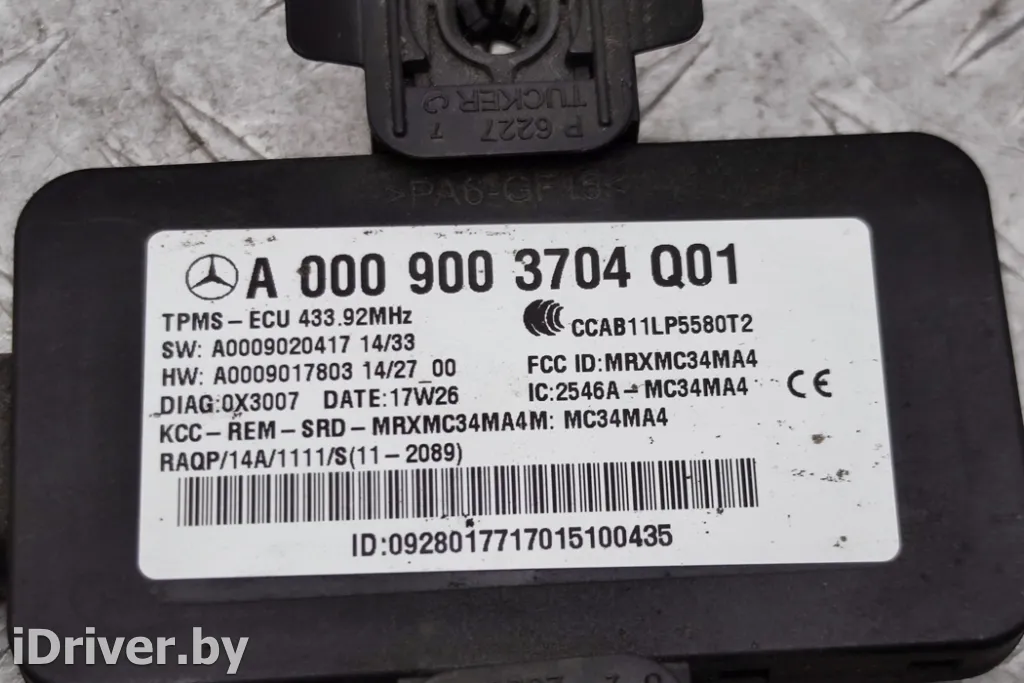 P 6227 7
TUCKER
>PA6-GF15<
A 000 900 3704 Q01
TPMS-ECU 433.92MHz
CCAB11LP5580T2
SW: A0009020417 14/33
HW: A0009017803 14/27_00
FCC ID:MRXMC34MA4
DIAG:0X3007 DATE:17W26
IC:2546A-MC34MA4
CE
KCC-REM-SRD-MRXMC34MA4M: MC34MA4
RAQP/14A/1111/S(11-2089)
ID:0928017717015100435
iDriver.by